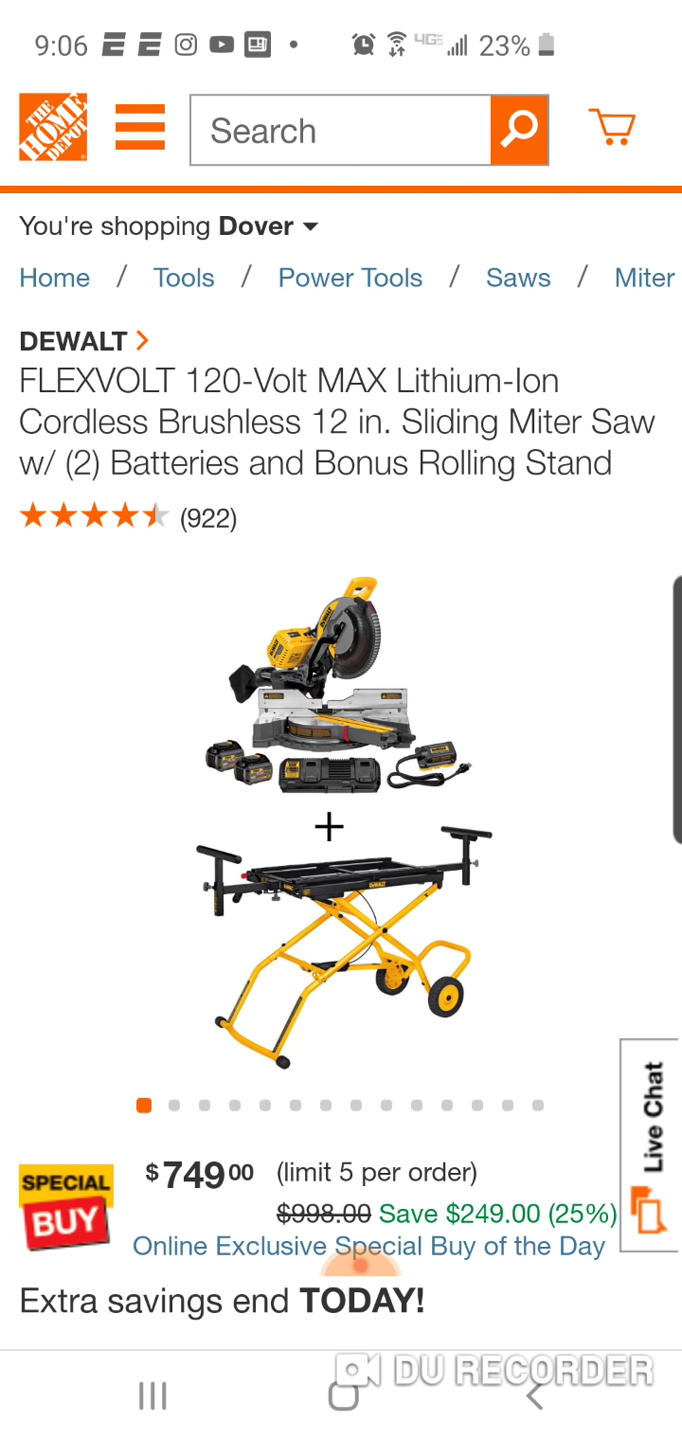 9:06 4G 23%
THE HOME DEPOT
Search
You're shopping Dover
Home / Tools / Power Tools / Saws / Miter
DEWALT
FLEXVOLT 120-Volt MAX Lithium-Ion
Cordless Brushless 12 in. Sliding Miter Saw
w/ (2) Batteries and Bonus Rolling Stand
(922)
+
DEWALT
Live Chat
SPECIAL
BUY
$749.00 (limit 5 per order)
$998.00 Save $249.00 (25%)
Online Exclusive Special Buy of the Day
Extra savings end TODAY!
DU RECORDER